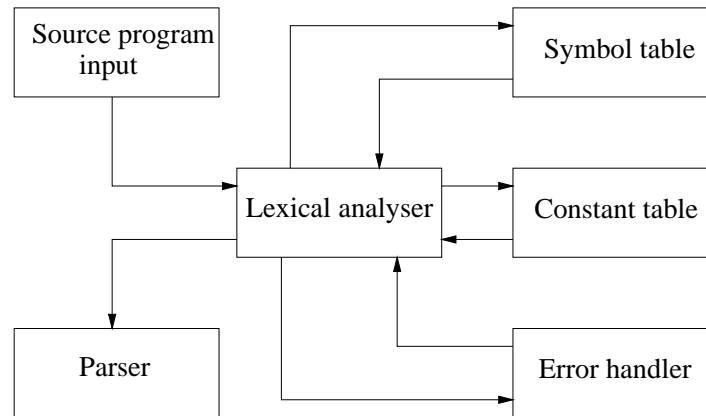 Source program
input
Symbol table
Lexical analyser
Constant table
Parser
Error handler